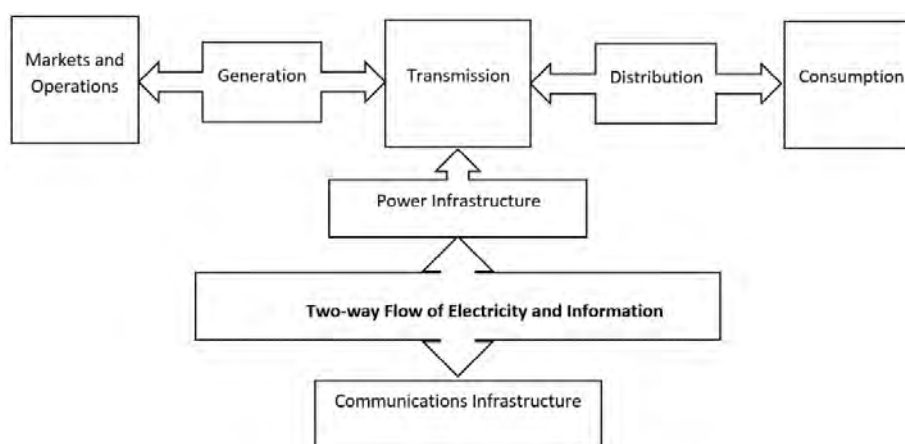 Markets and
Operations
Generation
Transmission
Distribution
Consumption
Power Infrastructure
Two-way Flow of Electricity and Information
Communications Infrastructure